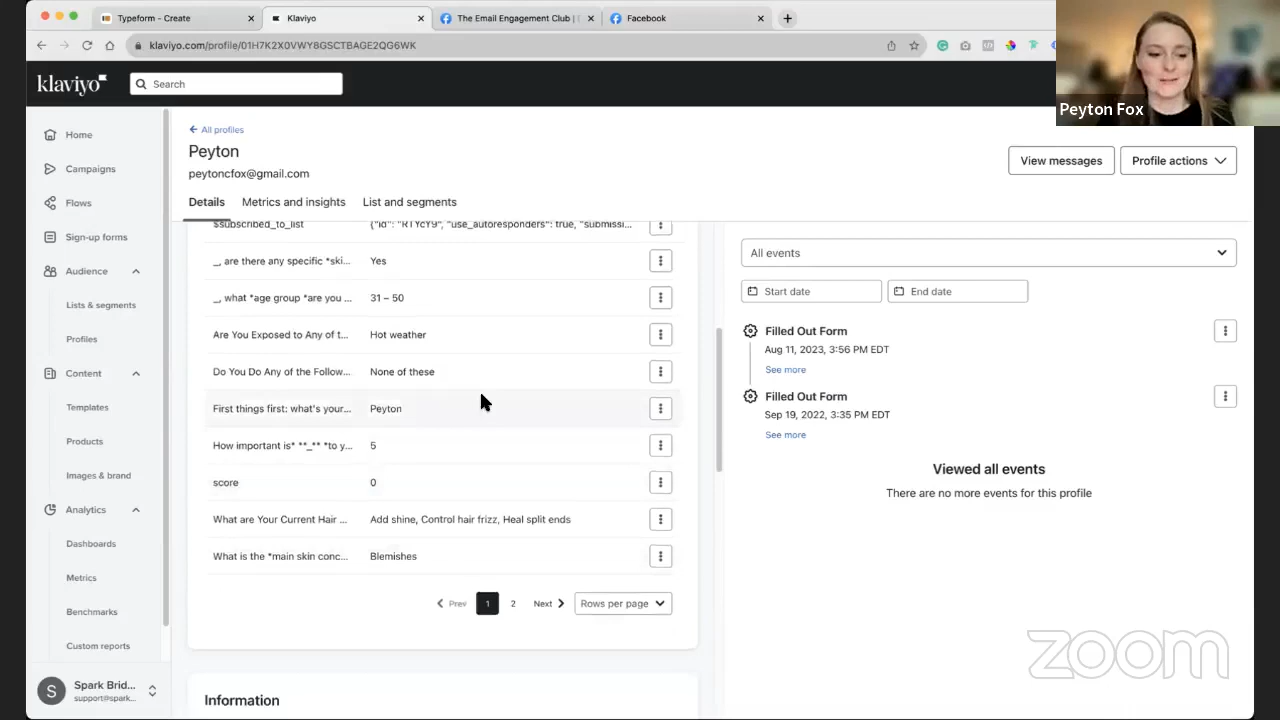 Typeform - Create
Klaviyo
The Email Engagement Club |
Facebook
klaviyo.com/profile/01H7K2X0VWY8GSCTBAGE2QG6WK
Peyton Fox
klaviyo
Search
Home
Campaigns
Flows
Sign-up forms
Audience
Lists & segments
Profiles
Content
Templates
Products
Images & brand
Analytics
Dashboards
Metrics
Benchmarks
Custom reports
S
Spark Brid...
support@spark...
All profiles
Peyton
peytoncfox@gmail.com
View messages
Profile actions
Details
Metrics and insights
List and segments
$subscribed_to_list {"id": "RTYcY9", "use_autoresponders": true, "submissi...
_, are there any specific *ski... Yes
_, what *age group *are you ... 31 – 50
Are You Exposed to Any of t... Hot weather
Do You Do Any of the Follow... None of these
First things first: what's your... Peyton
How important is* **_** *to y... 5
score 0
What are Your Current Hair ... Add shine, Control hair frizz, Heal split ends
What is the *main skin conc... Blemishes
Prev 1 2 Next Rows per page
Information
All events
Start date
End date
Filled Out Form
Aug 11, 2023, 3:56 PM EDT
See more
Filled Out Form
Sep 19, 2022, 3:35 PM EDT
See more
Viewed all events
There are no more events for this profile
zoom